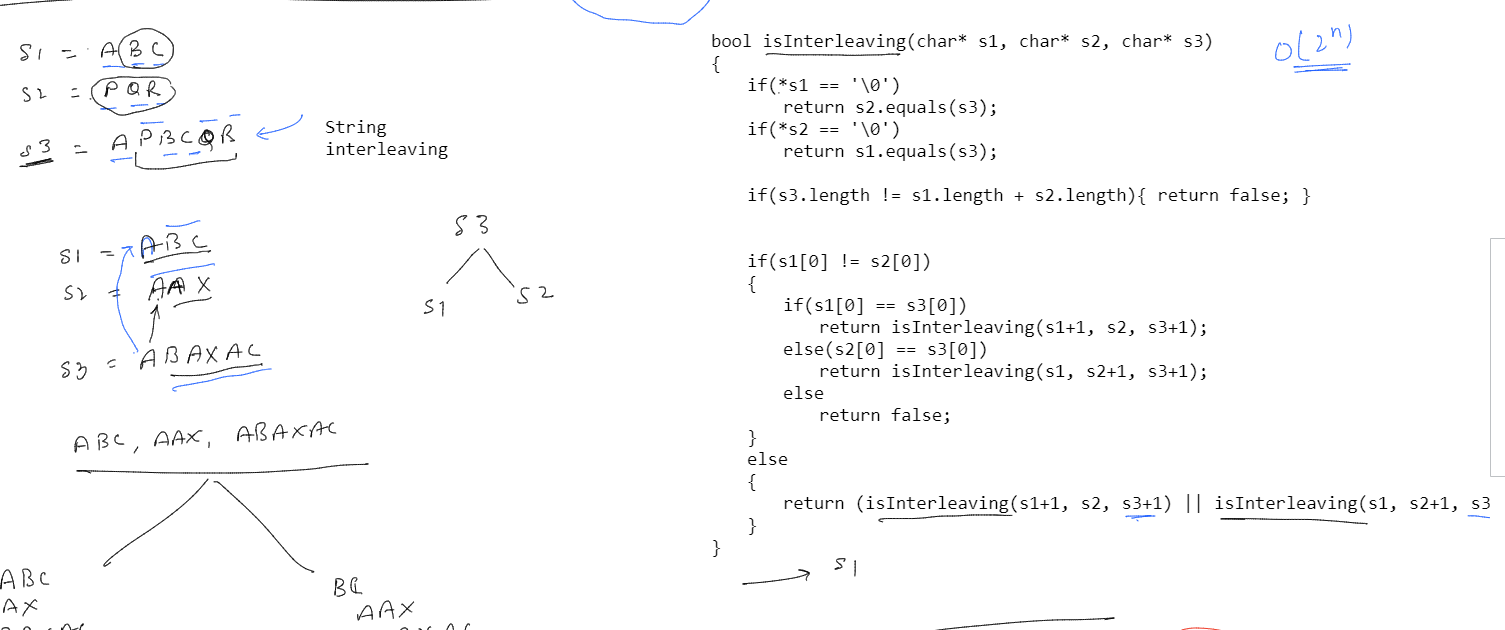 S1 = ABC
S2 = PQR
S3 = APBCQR
String
interleaving
S1 = ABC
S2 = AAX
S3 = ABAXAC
S3
S1 S2
ABC, AAX, ABAXAC
ABC
AX
BC
AAX
bool isInterleaving(char* s1, char* s2, char* s3)
O(2^n)
{
if(*s1 == '\0')
return s2.equals(s3);
if(*s2 == '\0')
return s1.equals(s3);
if(s3.length != s1.length + s2.length){ return false; }
if(s1[0] != s2[0])
{
if(s1[0] == s3[0])
return isInterleaving(s1+1, s2, s3+1);
else(s2[0] == s3[0])
return isInterleaving(s1, s2+1, s3+1);
else
return false;
}
else
{
return (isInterleaving(s1+1, s2, s3+1) || isInterleaving(s1, s2+1, s3
}
}
S1